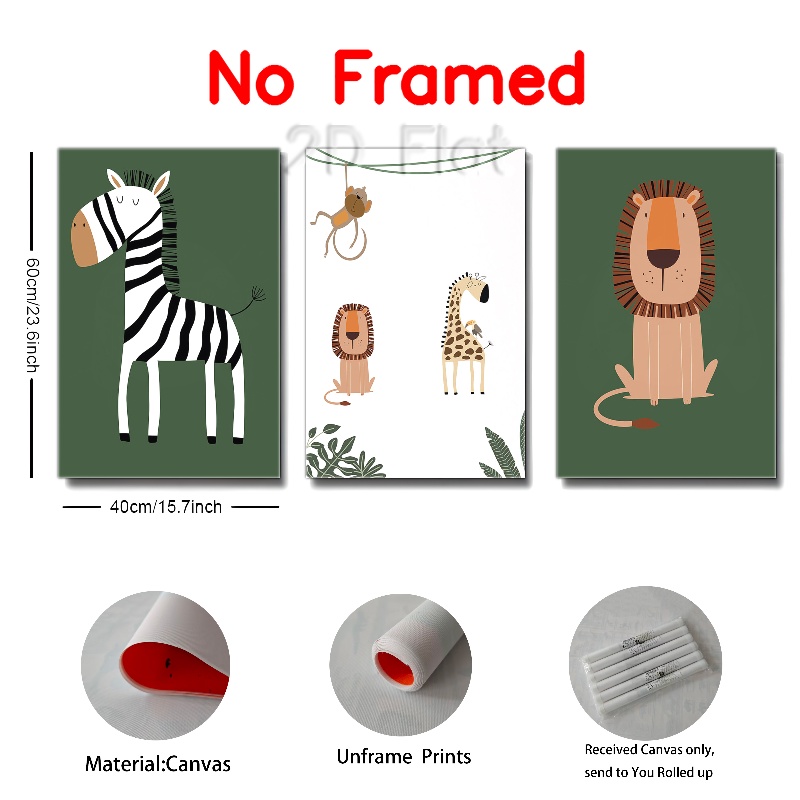 No Framed
2D Flat
60cm/23.6inch
40cm/15.7inch
Material:Canvas
Unframe Prints
Received Canvas only,
send to You Rolled up